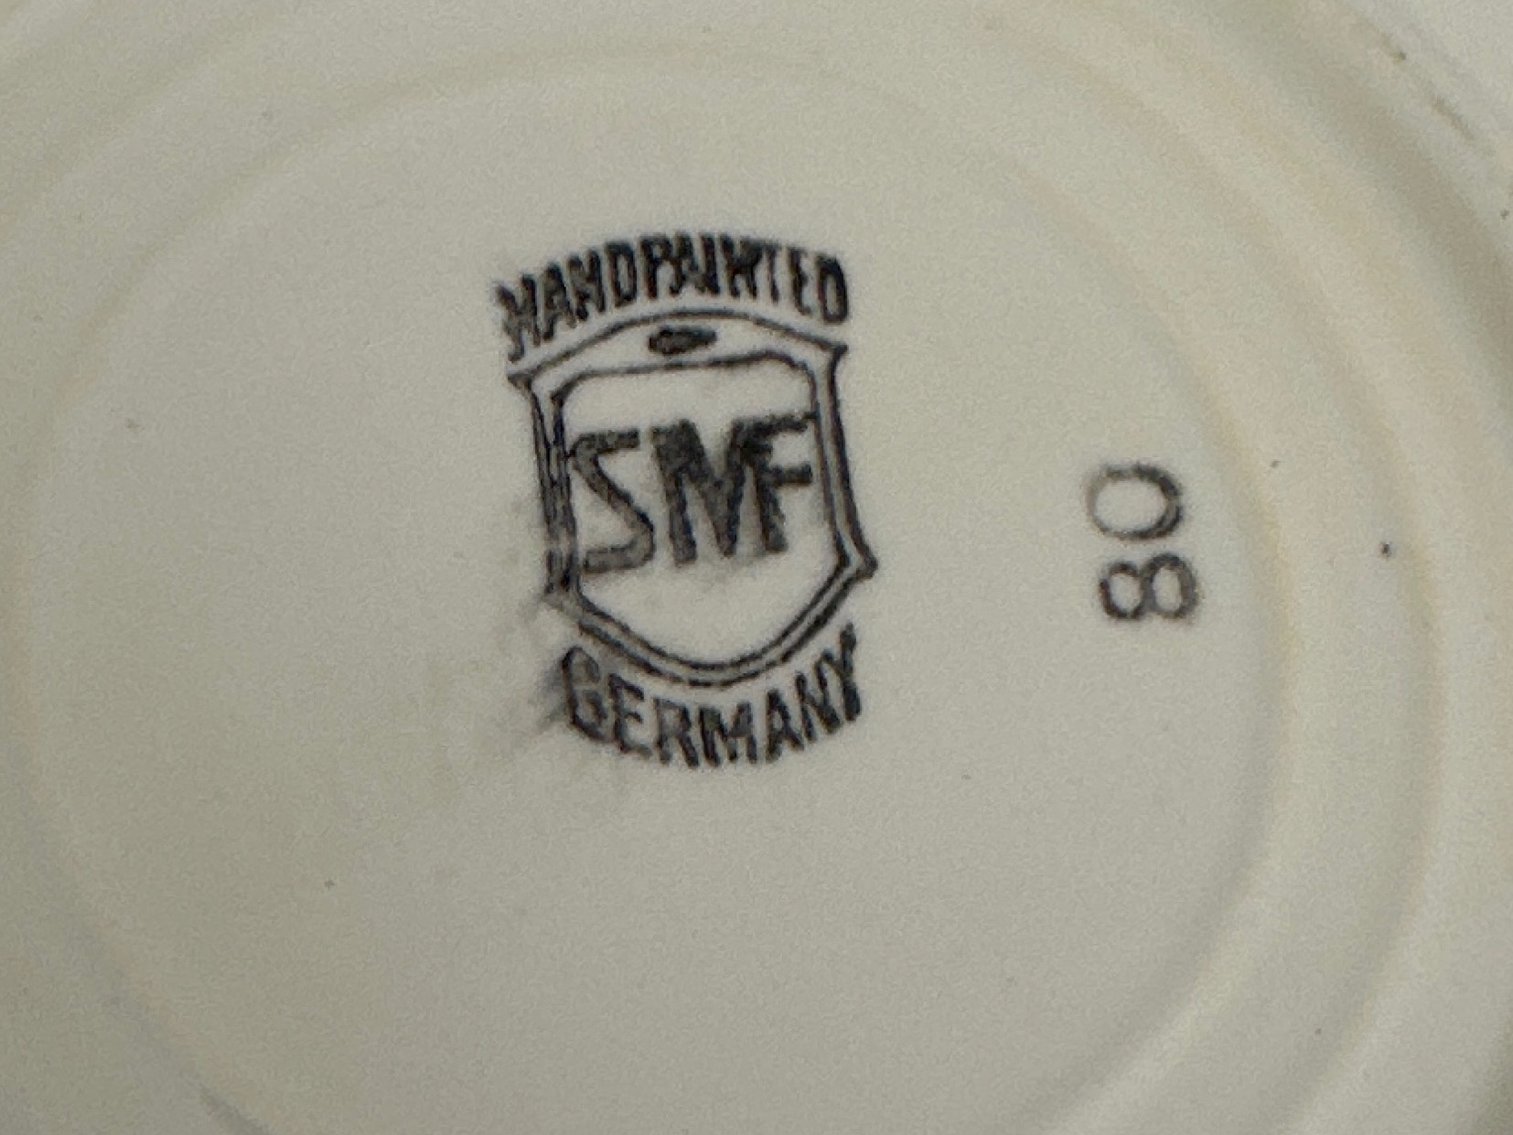 HANDPAINTED
SMF
GERMANY
80